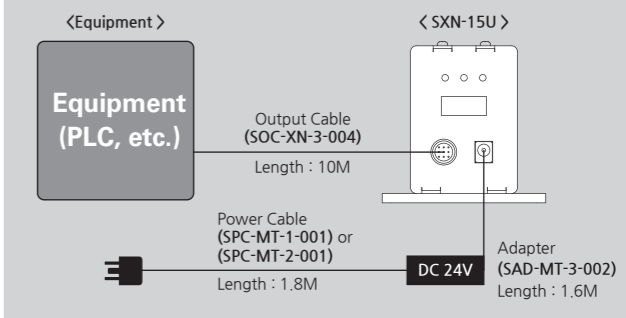 <Equipment>
< SXN-15U >
Equipment
(PLC, etc.)
Output Cable
(SOC-XN-3-004)
Length : 10M
Power Cable
(SPC-MT-1-001) or
(SPC-MT-2-001)
Length : 1.8M
DC 24V
Adapter
(SAD-MT-3-002)
Length : 1.6M